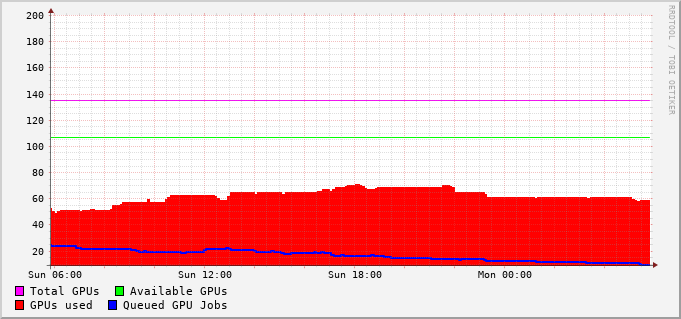 200
180
160
140
120
100
80
60
40
20
Sun 06:00 Sun 12:00 Sun 18:00 Mon 00:00
Total GPUs Available GPUs
GPUs used Queued GPU Jobs
RRDTOOL / TOBI OETIKER